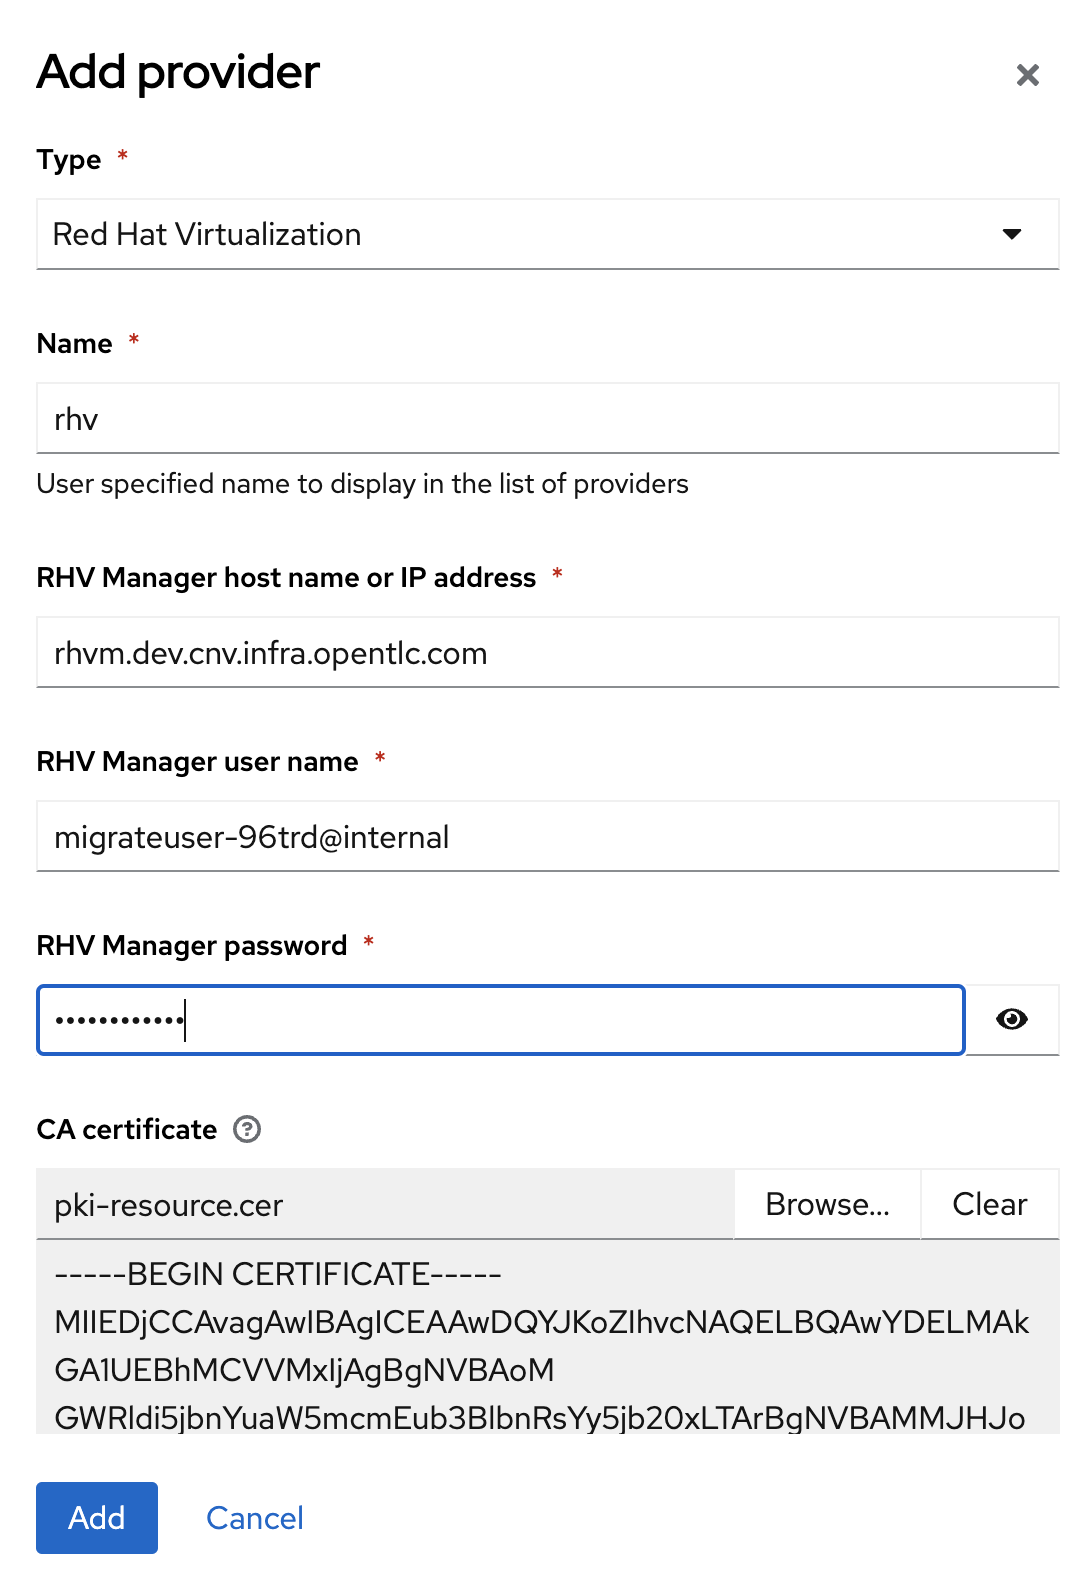 Add provider
Type *
Red Hat Virtualization
Name *
rhv
User specified name to display in the list of providers
RHV Manager host name or IP address *
rhvm.dev.cnv.infra.opentlc.com
RHV Manager user name *
migrateuser-96trd@internal
RHV Manager password *
••••••••••••
CA certificate
pki-resource.cer
Browse...
Clear
-----BEGIN CERTIFICATE-----
MIIEDjCCAvagAwIBAgICEAAwDQYJKoZIhvcNAQELBQAwYDELMAk
GA1UEBhMCVVMxIjAgBgNVBAoM
GWRldi5jbnYuaW5mcmEub3BlbnRsYy5jb20xLTArBgNVBAMMJHJo
Add
Cancel